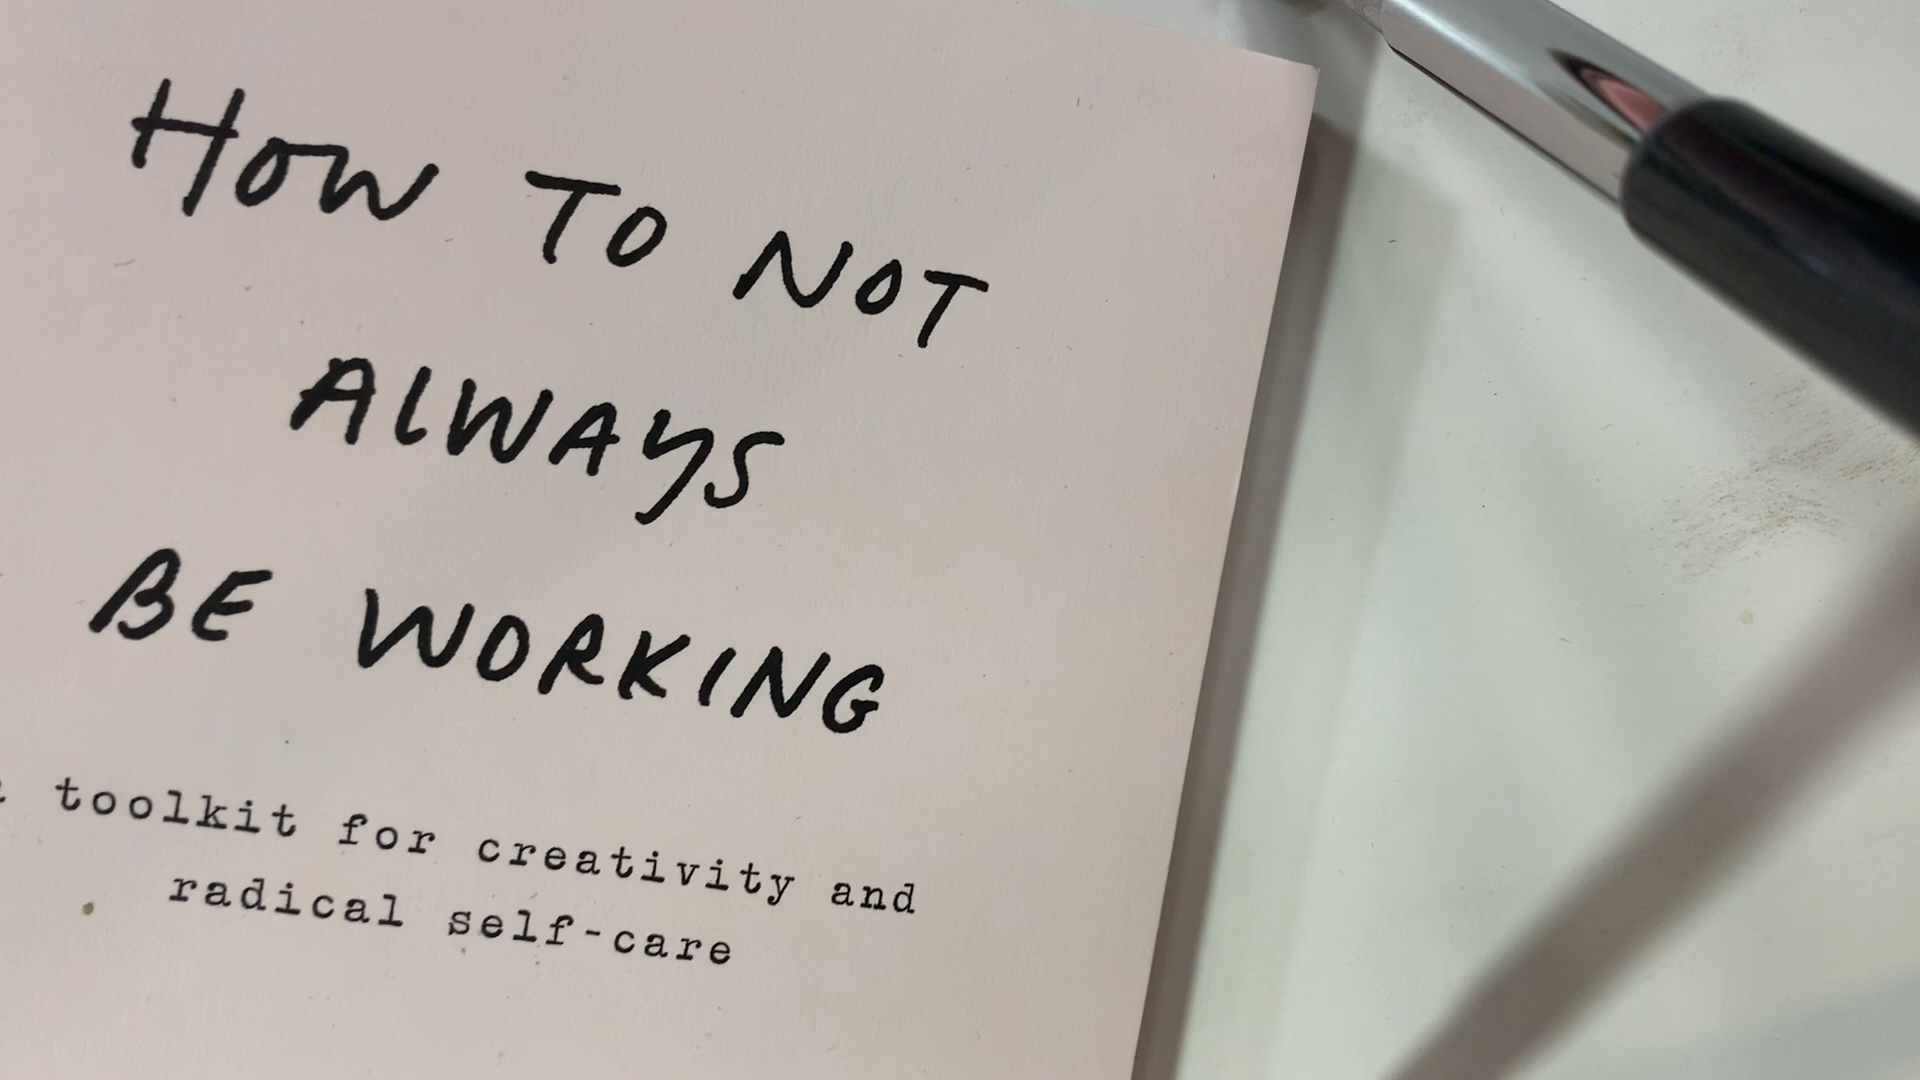 How TO NOT
ALWAYS
BE WORKING
toolkit for creativity and
radical self-care